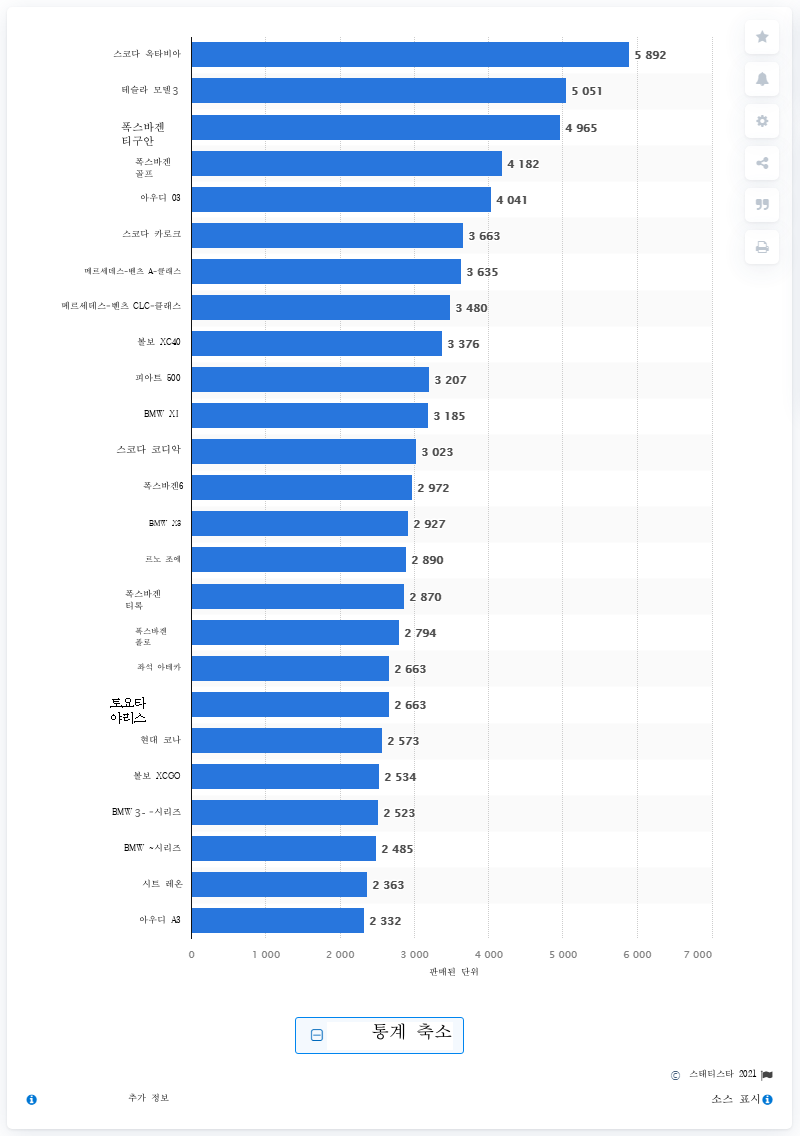 스코다 옥타비아
5 892
테슬라 모델 3
5 051
폭스바겐
티구안
4 965
폭스바겐
골프
4 182
아우디 03
4 041
스코다 카로크
3 663
메르세데스-벤츠 A-클래스
3 635
메르세데스-벤츠 CLC-클래스
3 480
볼보 XC40
3 376
피아트 500
3 207
BMW X1
3 185
스코다 코디악
3 023
폭스바겐6
2 972
BMW X3
2 927
르노 조에
2 890
폭스바겐
티록
2 870
폭스바겐
폴로
2 794
좌석 아테카
2 663
토요타
야리스
2 663
현대 코나
2 573
볼보 XCGO
2 534
BMW 3- -시리즈
2 523
BMW ~시리즈
2 485
시트 레온
2 363
아우디 A3
2 332
0 1 000 2 000 3 000 4 000 5 000 6 000 7 000
판매된 단위
통계 축소
© 스태티스타 2021
추가 정보
소스 표시